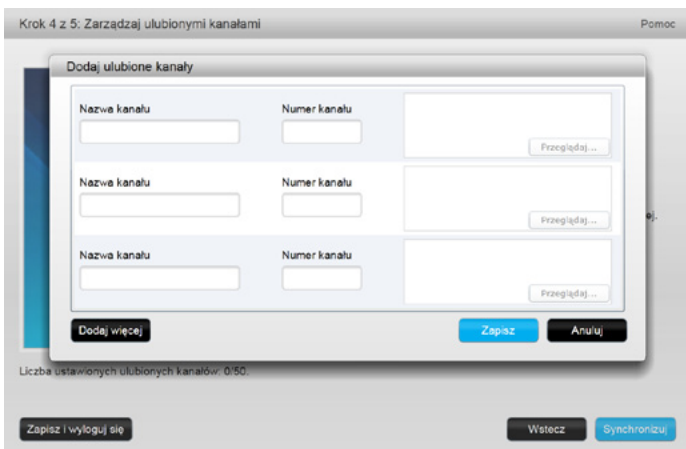 Krok 4 z 5: Zarządzaj ulubionymi kanałami Pomoc
Dodaj ulubione kanały
Nazwa kanału Numer kanału
Przeglądaj...
Nazwa kanału Numer kanału
Przeglądaj...
ej.
Nazwa kanału Numer kanału
Przeglądaj...
Dodaj więcej Zapisz Anuluj
Liczba ustawionych ulubionych kanałów: 0/50.
Zapisz i wyloguj się Wstecz Synchronizuj